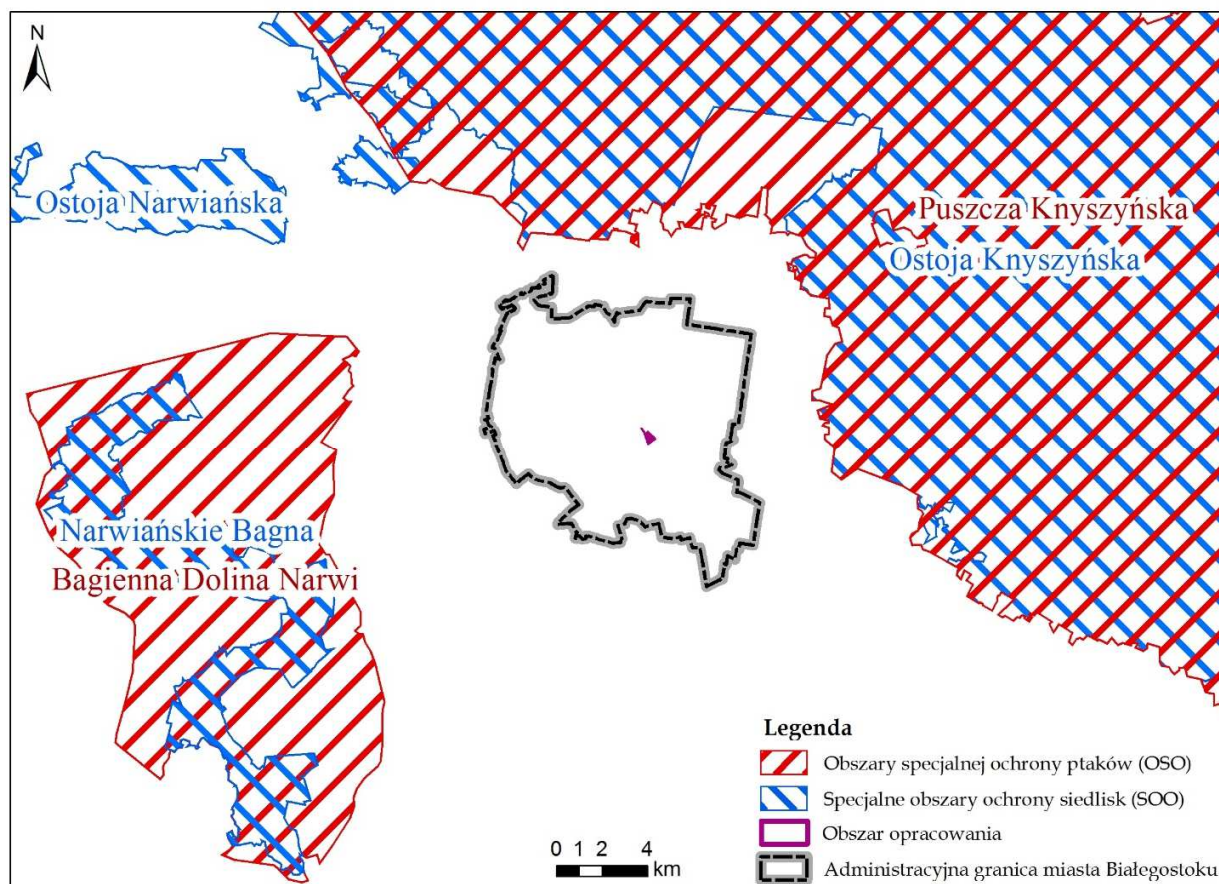 N
Ostoja Narwiańska
Puszcza Knyszyńska
Ostoja Knyszyńska
Narwiańskie Bagna
Bagienna Dolina Narwi
Legenda
Obszary specjalnej ochrony ptaków (OSO)
Specjalne obszary ochrony siedlisk (SOO)
Obszar opracowania
Administracyjna granica miasta Białegostoku
0 1 2 4
km